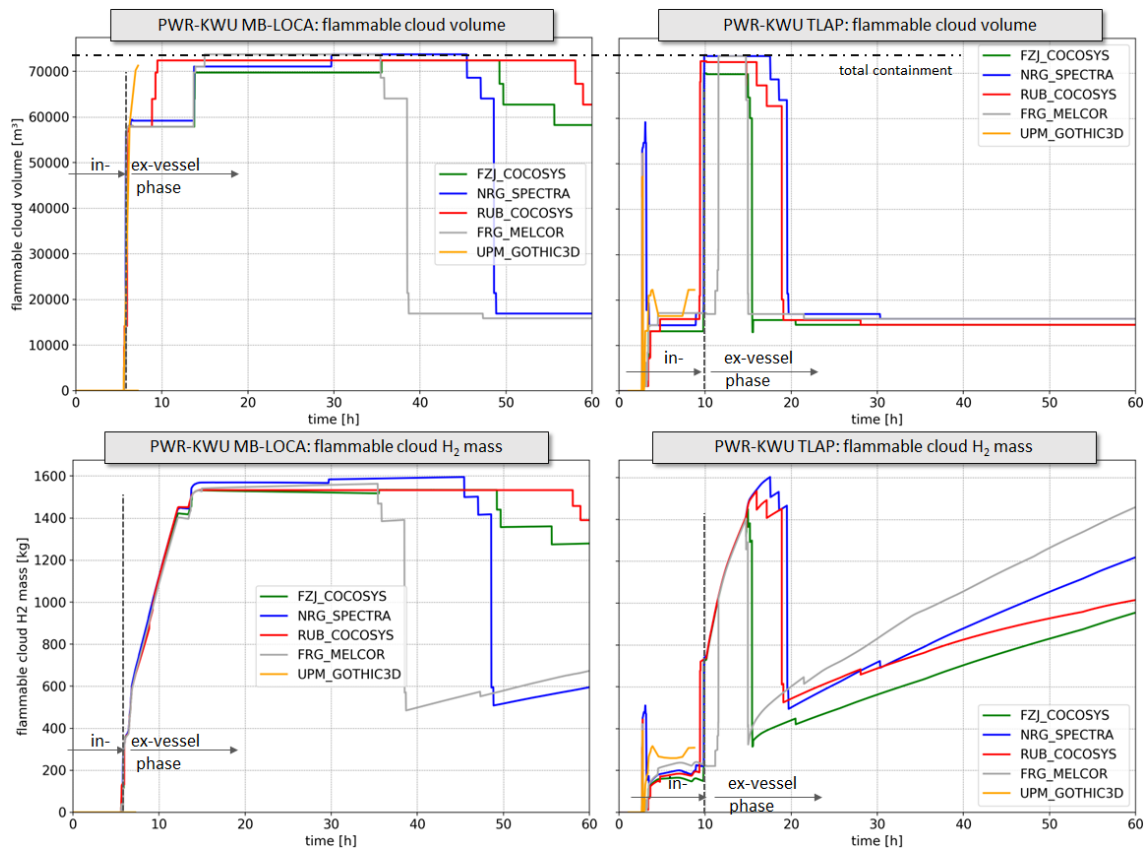 PWR-KWU MB-LOCA: flammable cloud volume
flammable cloud volume [m³]
70000
60000
50000
40000
30000
20000
10000
0
in-
ex-vessel
phase
FZJ_COCOSYS
NRG_SPECTRA
RUB_COCOSYS
FRG_MELCOR
UPM_GOTHIC3D
0 10 20 30 40 50 60
time [h]
PWR-KWU TLAP: flammable cloud volume
total containment
FZJ_COCOSYS
NRG_SPECTRA
RUB_COCOSYS
FRG_MELCOR
UPM_GOTHIC3D
in-
ex-vessel
phase
0 10 20 30 40 50 60
time [h]
PWR-KWU MB-LOCA: flammable cloud H₂ mass
flammable cloud H2 mass [kg]
1600
1400
1200
1000
800
600
400
200
0
FZJ_COCOSYS
NRG_SPECTRA
RUB_COCOSYS
FRG_MELCOR
UPM_GOTHIC3D
in-
ex-vessel
phase
0 10 20 30 40 50 60
time [h]
PWR-KWU TLAP: flammable cloud H₂ mass
FZJ_COCOSYS
NRG_SPECTRA
RUB_COCOSYS
FRG_MELCOR
UPM_GOTHIC3D
in-
ex-vessel
phase
0 10 20 30 40 50 60
time [h]